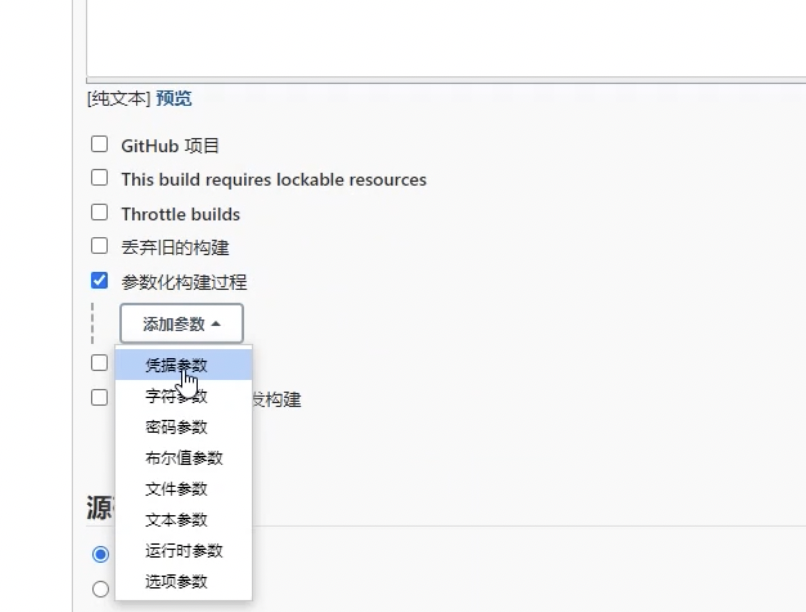 [纯文本] 预览
GitHub 项目
This build requires lockable resources
Throttle builds
丢弃旧的构建
参数化构建过程
添加参数
凭据参数
字符参数
发构建
密码参数
布尔值参数
文件参数
源
文本参数
运行时参数
选项参数